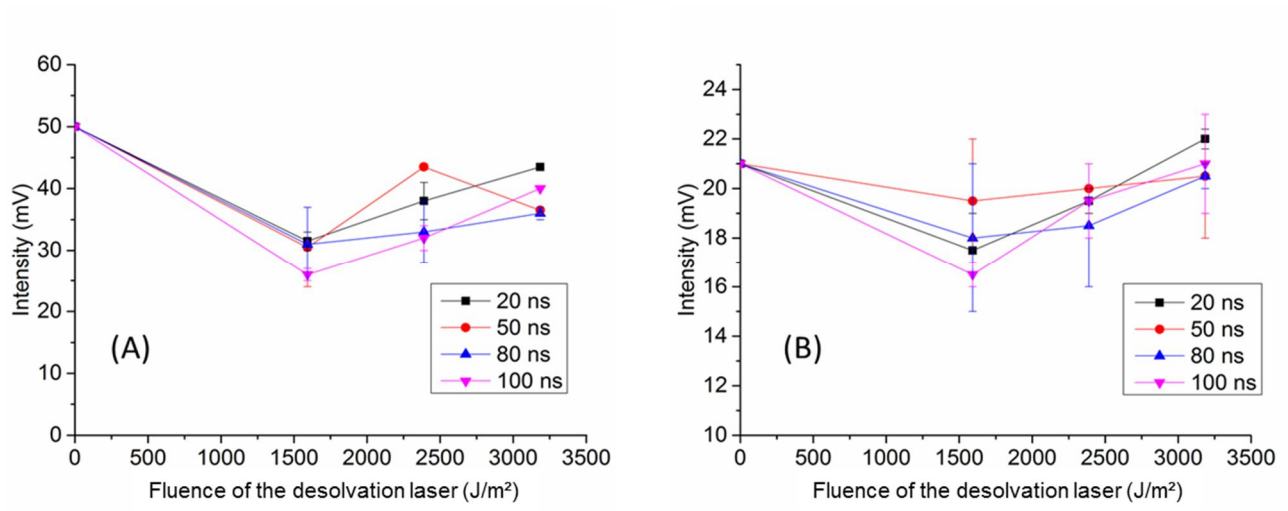 60
50
40
30
20
10
0
Intensity (mV)
(A)
20 ns
50 ns
80 ns
100 ns
0 500 1000 1500 2000 2500 3000 3500
Fluence of the desolvation laser (J/m²)
24
22
20
18
16
14
12
10
Intensity (mV)
(B)
20 ns
50 ns
80 ns
100 ns
0 500 1000 1500 2000 2500 3000 3500
Fluence of the desolvation laser (J/m²)